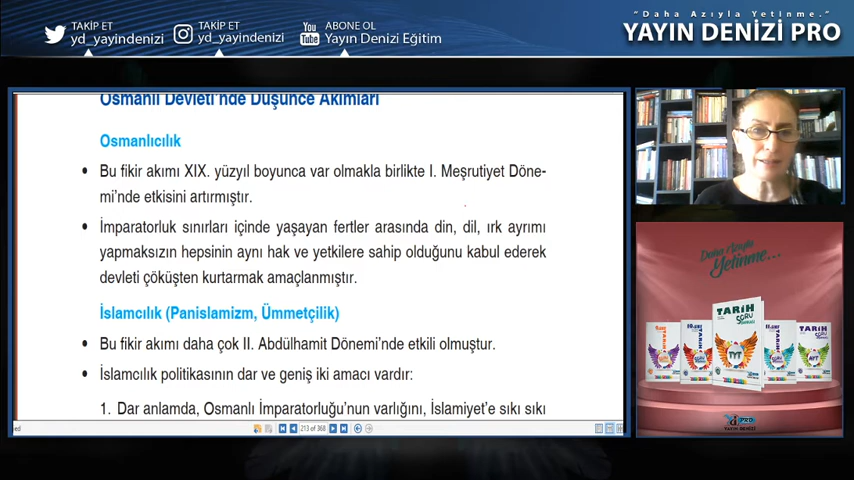 "Daha Azıyla Yetinme."
YAYIN DENİZİ PRO
TAKİP ET
yd_yayindenizi
TAKİP ET
yd_yayindenizi
You
Tube
ABONE OL
Yayın Denizi Eğitim
Osmanlı Devleti'nde Düşünce Akımları
Osmanlıcılık
• Bu fikir akımı XIX. yüzyıl boyunca var olmakla birlikte I. Meşrutiyet Döne-
mi'nde etkisini artırmıştır.
• İmparatorluk sınırları içinde yaşayan fertler arasında din, dil, ırk ayrımı
yapmaksızın hepsinin aynı hak ve yetkilere sahip olduğunu kabul ederek
devleti çöküşten kurtarmak amaçlanmıştır.
İslamcılık (Panislamizm, Ümmetçilik)
• Bu fikir akımı daha çok II. Abdülhamit Dönemi'nde etkili olmuştur.
• İslamcılık politikasının dar ve geniş iki amacı vardır:
1. Dar anlamda, Osmanlı İmparatorluğu'nun varlığını, İslamiyet'e sıkı sıkı
213 of 368
Daha Azıyla
Yetinme...
TARİH
SORU
TYT
TARİH
PRO
YAYIN DENİZİ